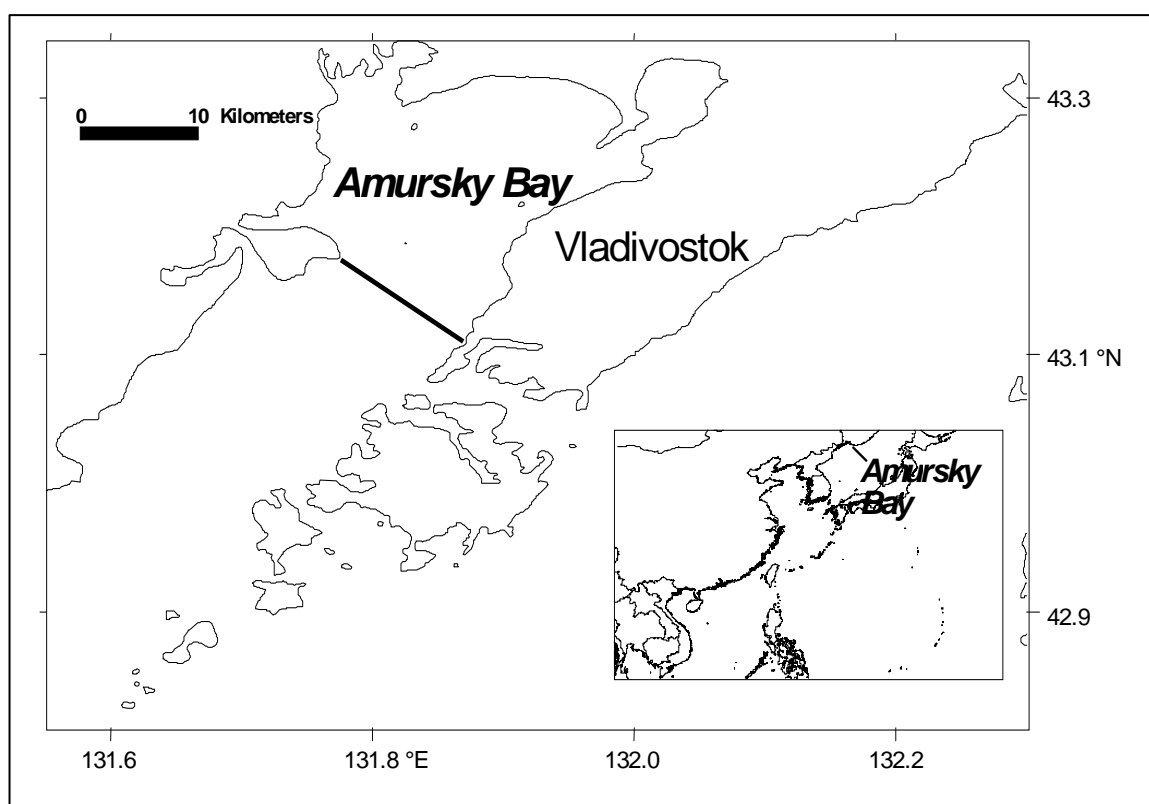 0 10 Kilometers
43.3
Amursky Bay
Vladivostok
43.1 °N
Amursky
Bay
42.9
131.6 131.8 °E 132.0 132.2